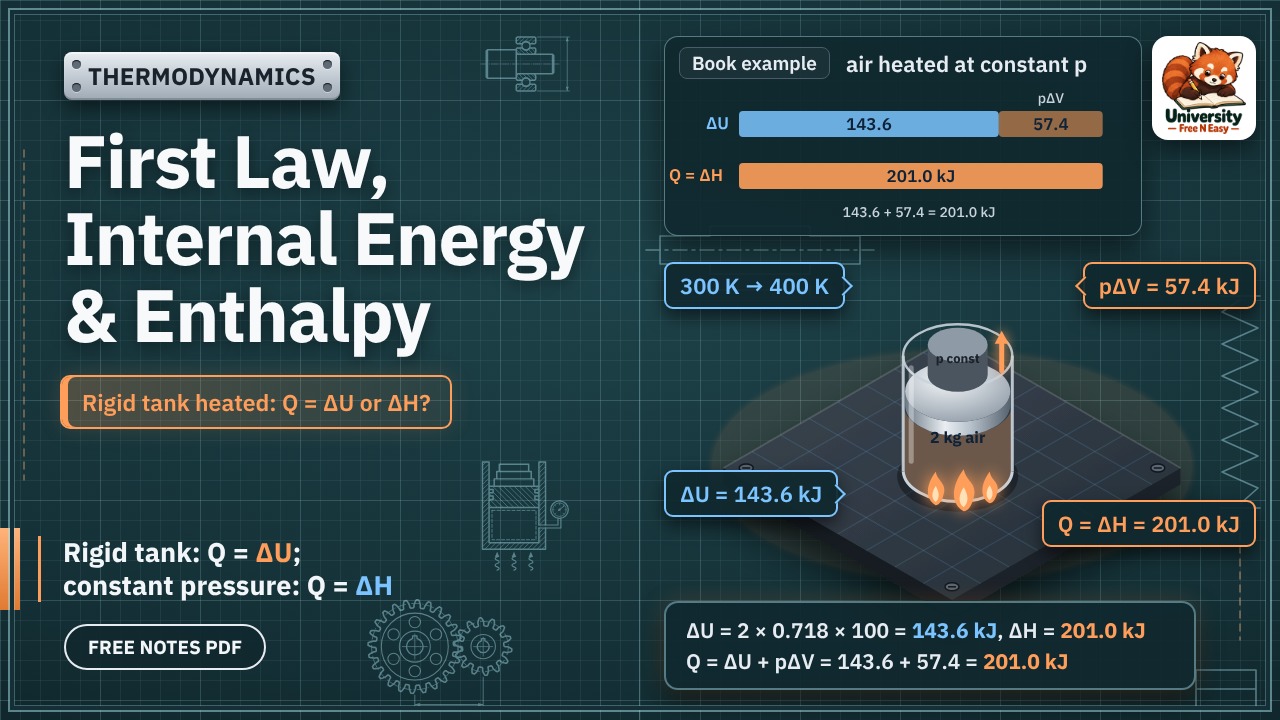 THERMODYNAMICS
First Law,
Internal Energy
& Enthalpy
Rigid tank heated: Q = ΔU or ΔH?
Rigid tank: Q = ΔU;
constant pressure: Q = ΔH
FREE NOTES PDF
Book example
air heated at constant p
pΔV
ΔU
143.6
57.4
Q = ΔH
201.0 kJ
143.6 + 57.4 = 201.0 kJ
University
Free N Easy
300 K → 400 K
pΔV = 57.4 kJ
p const
2 kg air
ΔU = 143.6 kJ
Q = ΔH = 201.0 kJ
ΔU = 2 × 0.718 × 100 = 143.6 kJ, ΔH = 201.0 kJ
Q = ΔU + pΔV = 143.6 + 57.4 = 201.0 kJ